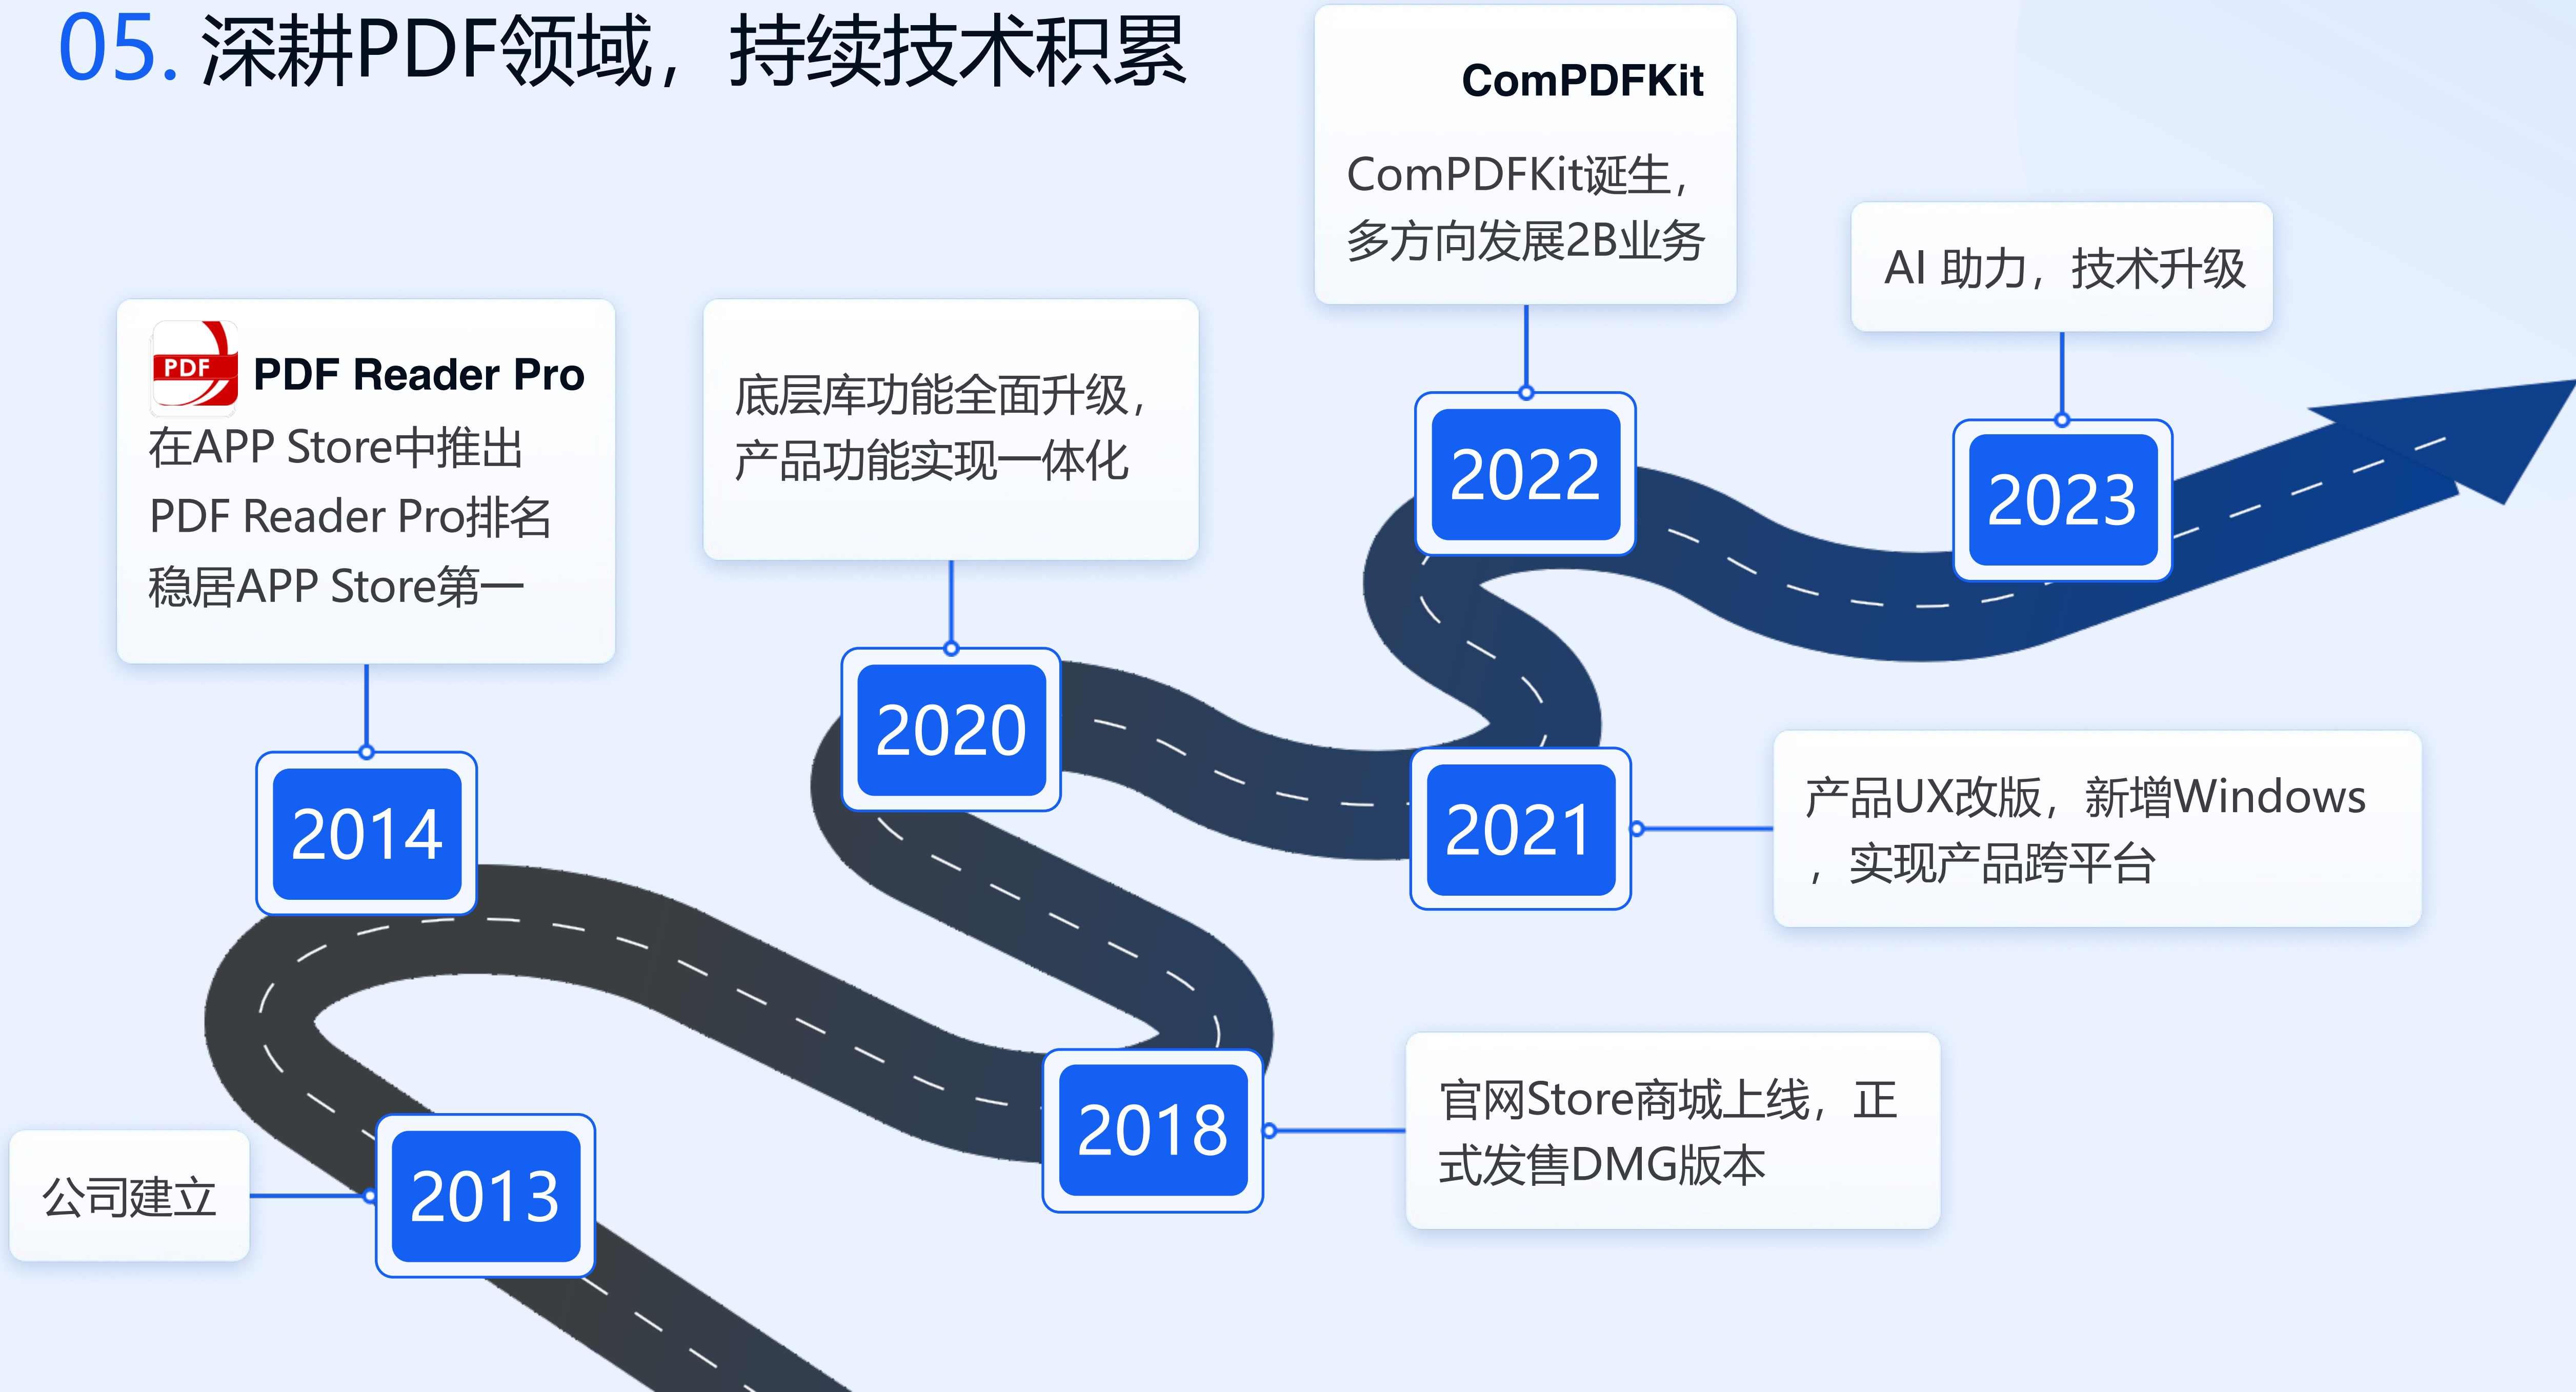 05. 深耕PDF领域，持续技术积累
ComPDFKit
ComPDFKit诞生，
多方向发展2B业务
AI 助力，技术升级
PDF
PDF Reader Pro
在APP Store中推出
PDF Reader Pro排名
稳居APP Store第一
底层库功能全面升级，
产品功能实现一体化
2022
2023
2020
2014
2021
产品UX改版，新增Windows
，实现产品跨平台
2018
官网Store商城上线，正
式发售DMG版本
公司建立
2013